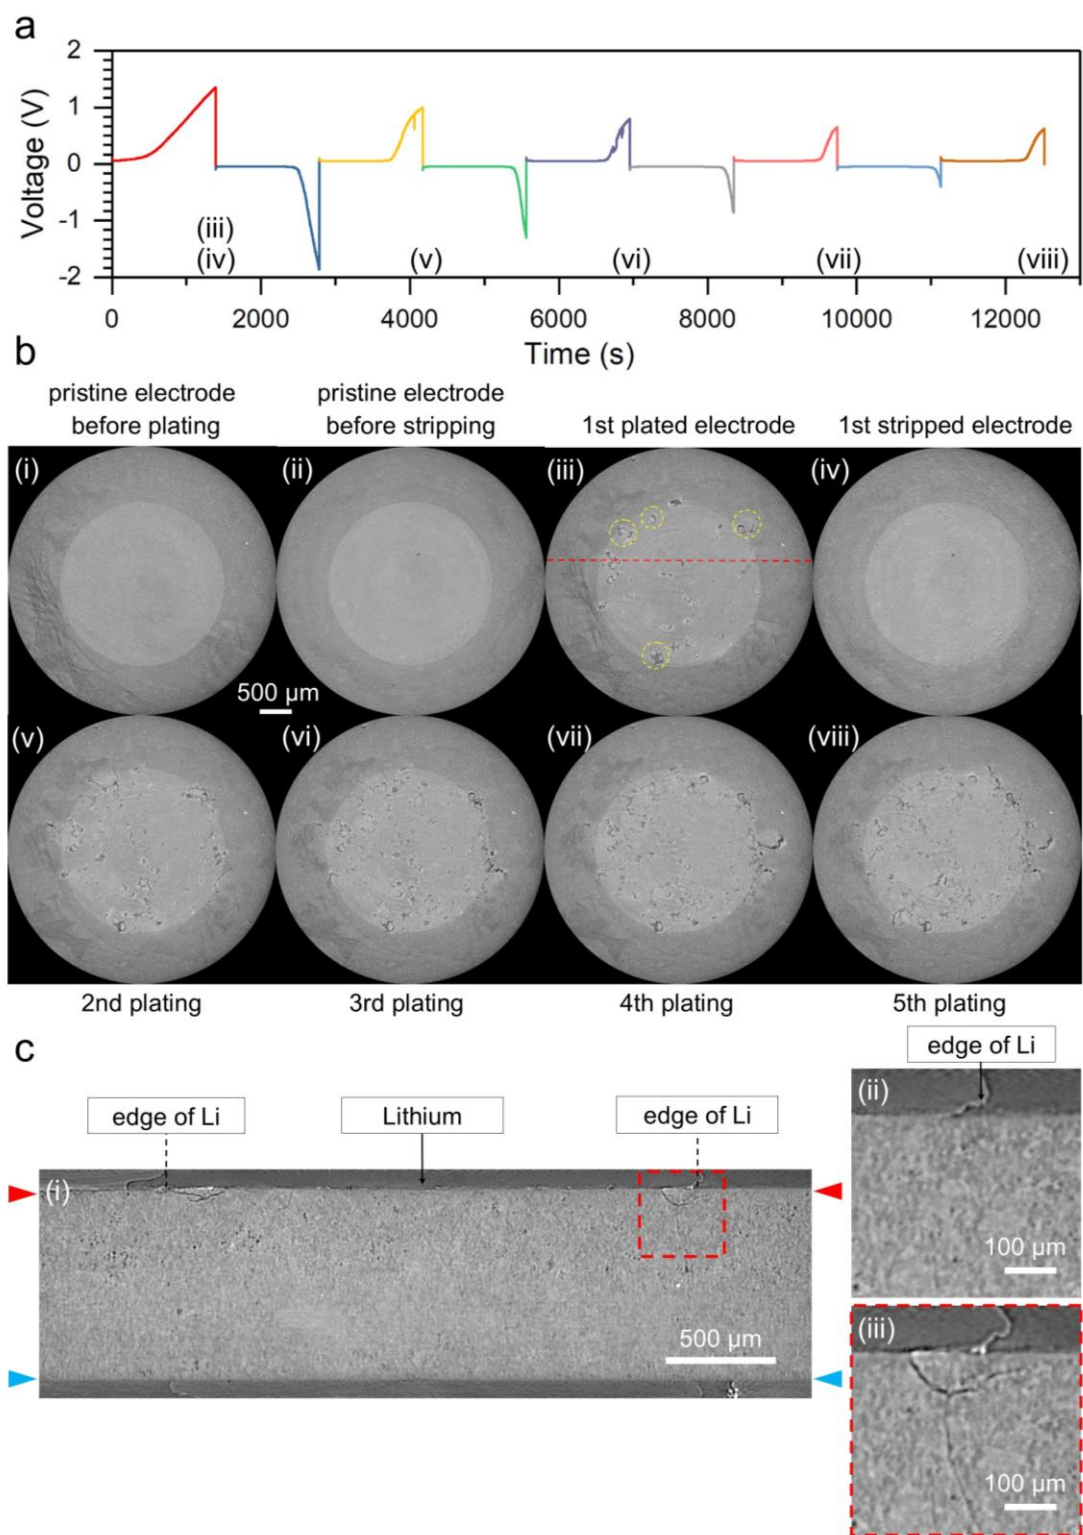 a
2
1
0
-1
-2
Voltage (V)
(iii)
(iv) (v) (vi) (vii) (viii)
0 2000 4000 6000 8000 10000 12000
Time (s)
b
pristine electrode
before plating
pristine electrode
before stripping
1st plated electrode
1st stripped electrode
(i) (ii) (iii) (iv)
500 µm
(v) (vi) (vii) (viii)
2nd plating 3rd plating 4th plating 5th plating
c
edge of Li Lithium edge of Li
(i)
500 µm
edge of Li
(ii)
100 µm
(iii)
100 µm